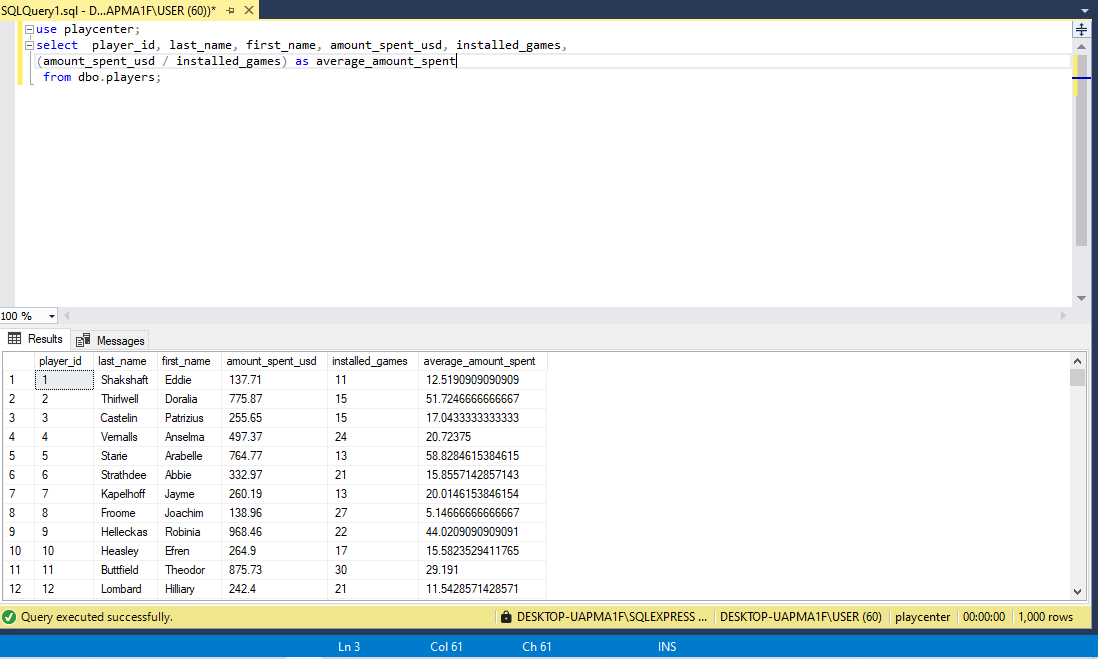 SQLQuery1.sql - D...APMA1F\USER (60))*
use playcenter;
select  player_id, last_name, first_name, amount_spent_usd, installed_games,
(amount_spent_usd / installed_games) as average_amount_spent
from dbo.players;
100 %
Results Messages
player_id last_name first_name amount_spent_usd installed_games average_amount_spent
1 1 Shakshaft Eddie 137.71 11 12.5190909090909
2 2 Thirlwell Doralia 775.87 15 51.7246666666667
3 3 Castelin Patrizius 255.65 15 17.0433333333333
4 4 Vernalls Anselma 497.37 24 20.72375
5 5 Starie Arabelle 764.77 13 58.8284615384615
6 6 Strathdee Abbie 332.97 21 15.8557142857143
7 7 Kapelhoff Jayme 260.19 13 20.0146153846154
8 8 Froome Joachim 138.96 27 5.14666666666667
9 9 Helleckas Robinia 968.46 22 44.0209090909091
10 10 Heasley Efren 264.9 17 15.5823529411765
11 11 Buttfield Theodor 875.73 30 29.191
12 12 Lombard Hilliary 242.4 21 11.5428571428571
Query executed successfully. DESKTOP-UAPMA1F\SQLEXPRESS ... DESKTOP-UAPMA1F\USER (60) playcenter 00:00:00 1,000 rows
Ln 3 Col 61 Ch 61 INS